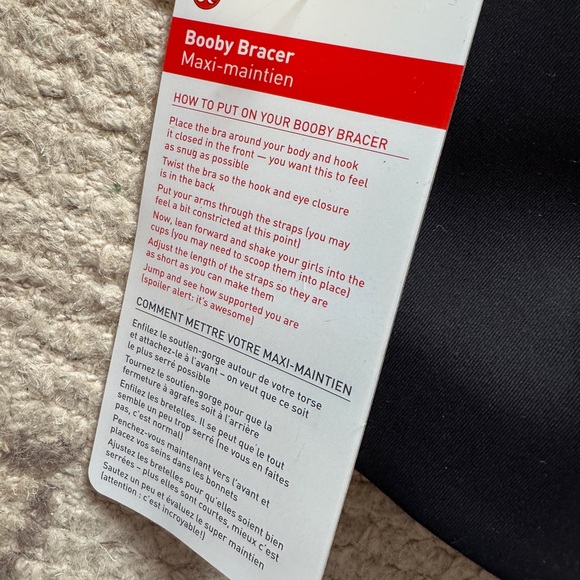 Booby Bracer
Maxi-maintien
HOW TO PUT ON YOUR BOOBY BRACER
Place the bra around your body and hook
it closed in the front — you want this to feel
as snug as possible
Twist the bra so the hook and eye closure
is in the back
Put your arms through the straps (you may
feel a bit constricted at this point)
Now, lean forward and shake your girls into the
cups (you may need to scoop them into place)
Adjust the length of the straps so they are
as short as you can make them
Jump and see how supported you are
(spoiler alert: it's awesome)
COMMENT METTRE VOTRE MAXI-MAINTIEN
Enfilez le soutien-gorge autour de votre torse
et attachez-le à l'avant – on veut que ce soit
le plus serré possible
Tournez le soutien-gorge pour que la
fermeture à agrafes soit à l'arrière
Enfilez les bretelles. Il se peut que le tout
semble un peu trop serré (ne vous en faites
pas, c'est normal)
Penchez-vous maintenant vers l'avant et
placez vos seins dans les bonnets
Ajustez les bretelles pour qu'elles soient bien
serrées – plus elles sont courtes, mieux c'est
Sautez un peu et évaluez le super maintien
(attention : c'est incroyable!)